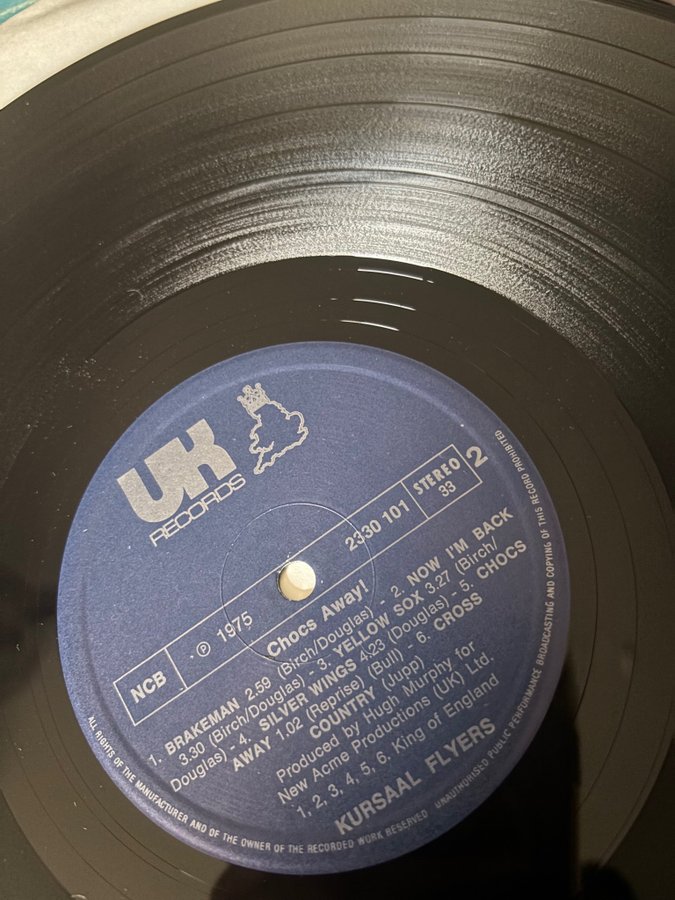 UK
RECORDS
NCB
℗ 1975
2330 101
STEREO
33
2
Chocs Away!
1. BRAKEMAN 2.59 (Birch/Douglas) - 2. NOW I'M BACK
3.30 (Birch/Douglas) - 3. YELLOW SOX 3.27 (Birch/
Douglas) - 4. SILVER WINGS 4.23 (Douglas) - 5. CHOCS
AWAY 1.02 (Reprise) (Bull) - 6. CROSS
COUNTRY (Jupp)
Produced by Hugh Murphy for
New Acme Productions (UK) Ltd.
1, 2, 3, 4, 5, 6. King of England
KURSAAL FLYERS
ALL RIGHTS OF THE MANUFACTURER AND OF THE OWNER OF THE RECORDED WORK RESERVED UNAUTHORISED PUBLIC PERFORMANCE BROADCASTING AND COPYING OF THIS RECORD PROHIBITED